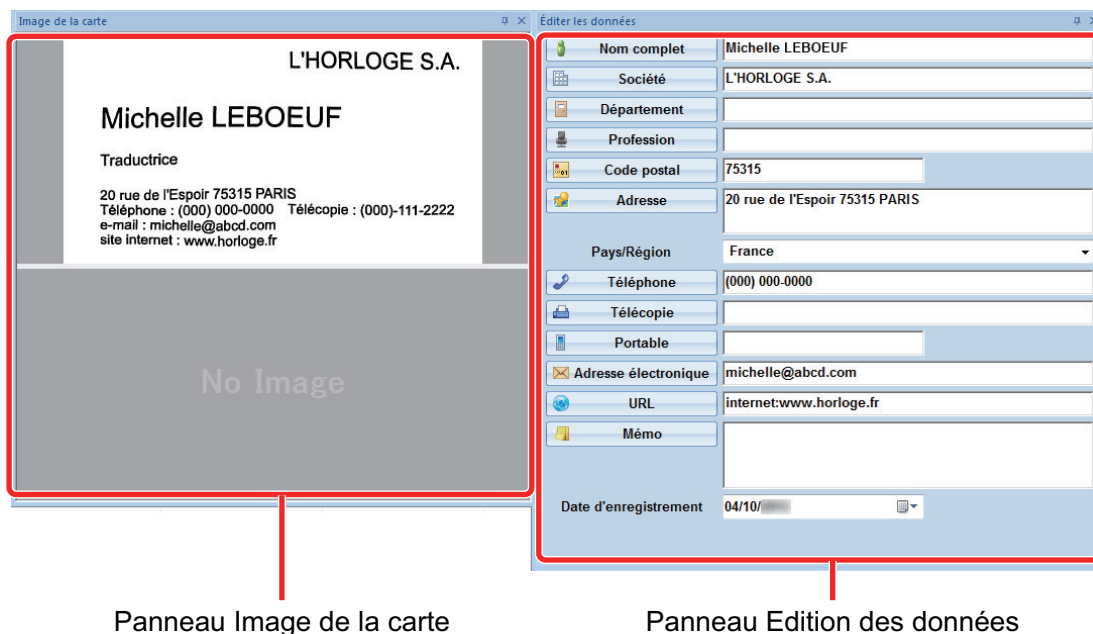 Image de la carte
L'HORLOGE S.A.
Michelle LEBOEUF
Traductrice
20 rue de l'Espoir 75315 PARIS
Téléphone : (000) 000-0000 Télécopie : (000)-111-2222
e-mail : michelle@abcd.com
site internet : www.horloge.fr
No Image
Éditer les données
Nom complet Michelle LEBOEUF
Société L'HORLOGE S.A.
Département
Profession
Code postal 75315
Adresse 20 rue de l'Espoir 75315 PARIS
Pays/Région France
Téléphone (000) 000-0000
Télécopie
Portable
Adresse électronique michelle@abcd.com
URL internet:www.horloge.fr
Mémo
Date d'enregistrement 04/10/
Panneau Image de la carte
Panneau Edition des données